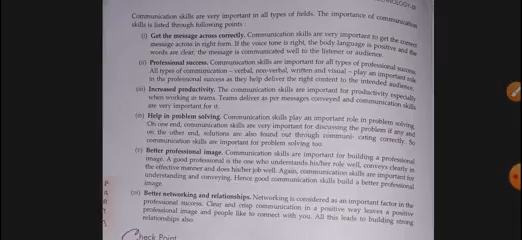 Communication skills are very important in all types of fields. The importance of communication
skills is listed through following points :
(i) Get the message across correctly. Communication skills are very important to get the correct
message across in right form. If the voice tone is right, the body language is positive and the
words are clear, the message is communicated well to the listener or audience.
(ii) Professional success. Communication skills are important for all types of professional success.
All types of communication – verbal, non-verbal, written and visual – play an important role
in the professional success as they help deliver the right content to the intended audience.
(iii) Increased productivity. The communication skills are important for productivity especially
when working in teams. Teams deliver as per messages conveyed and communication skills
are very important for it.
(iv) Help in problem solving. Communication skills play an important role in problem solving.
On one end, communication skills are very important for discussing the problem if any and
on the other end, solutions are also found out through communi- cating correctly. So
communication skills are important for problem solving too.
(v) Better professional image. Communication skills are important for building a professional
image. A good professional is the one who understands his/her role well, conveys clearly in
the effective manner and does his/her job well. Again, communication skills are important for
understanding and conveying. Hence good communication skills build a better professional
image.
(vi) Better networking and relationships. Networking is considered as an important factor in the
professional success. Clear and crisp communication in a positive way leaves a positive
professional image and people like to connect with you. All this leads to building strong
relationships also.
Check Point